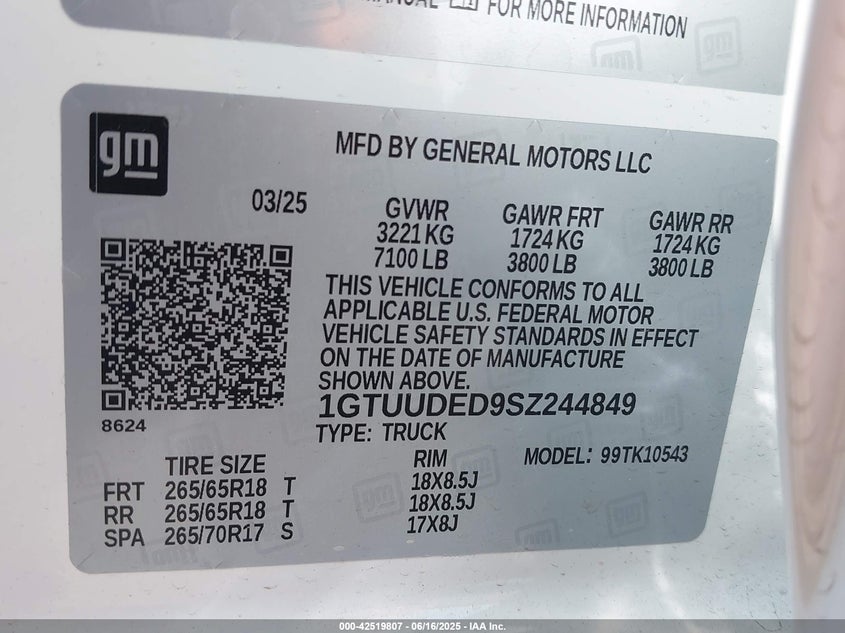 MANUAL FOR MORE INFORMATION
gm
gm
gm
MFD BY GENERAL MOTORS LLC
03/25
GVWR GAWR FRT GAWR RR
3221 KG 1724 KG 1724 KG
7100 LB 3800 LB 3800 LB
THIS VEHICLE CONFORMS TO ALL
APPLICABLE U.S. FEDERAL MOTOR
VEHICLE SAFETY STANDARDS IN EFFECT
ON THE DATE OF MANUFACTURE
SHOWN ABOVE.
1GTUUDED9SZ244849
8624
TYPE: TRUCK
TIRE SIZE RIM MODEL: 99TK10543
FRT 265/65R18 T 18X8.5J
RR 265/65R18 T 18X8.5J
SPA 265/70R17 S 17X8J
000-42519807 - 06/16/2025 - IAA Inc.